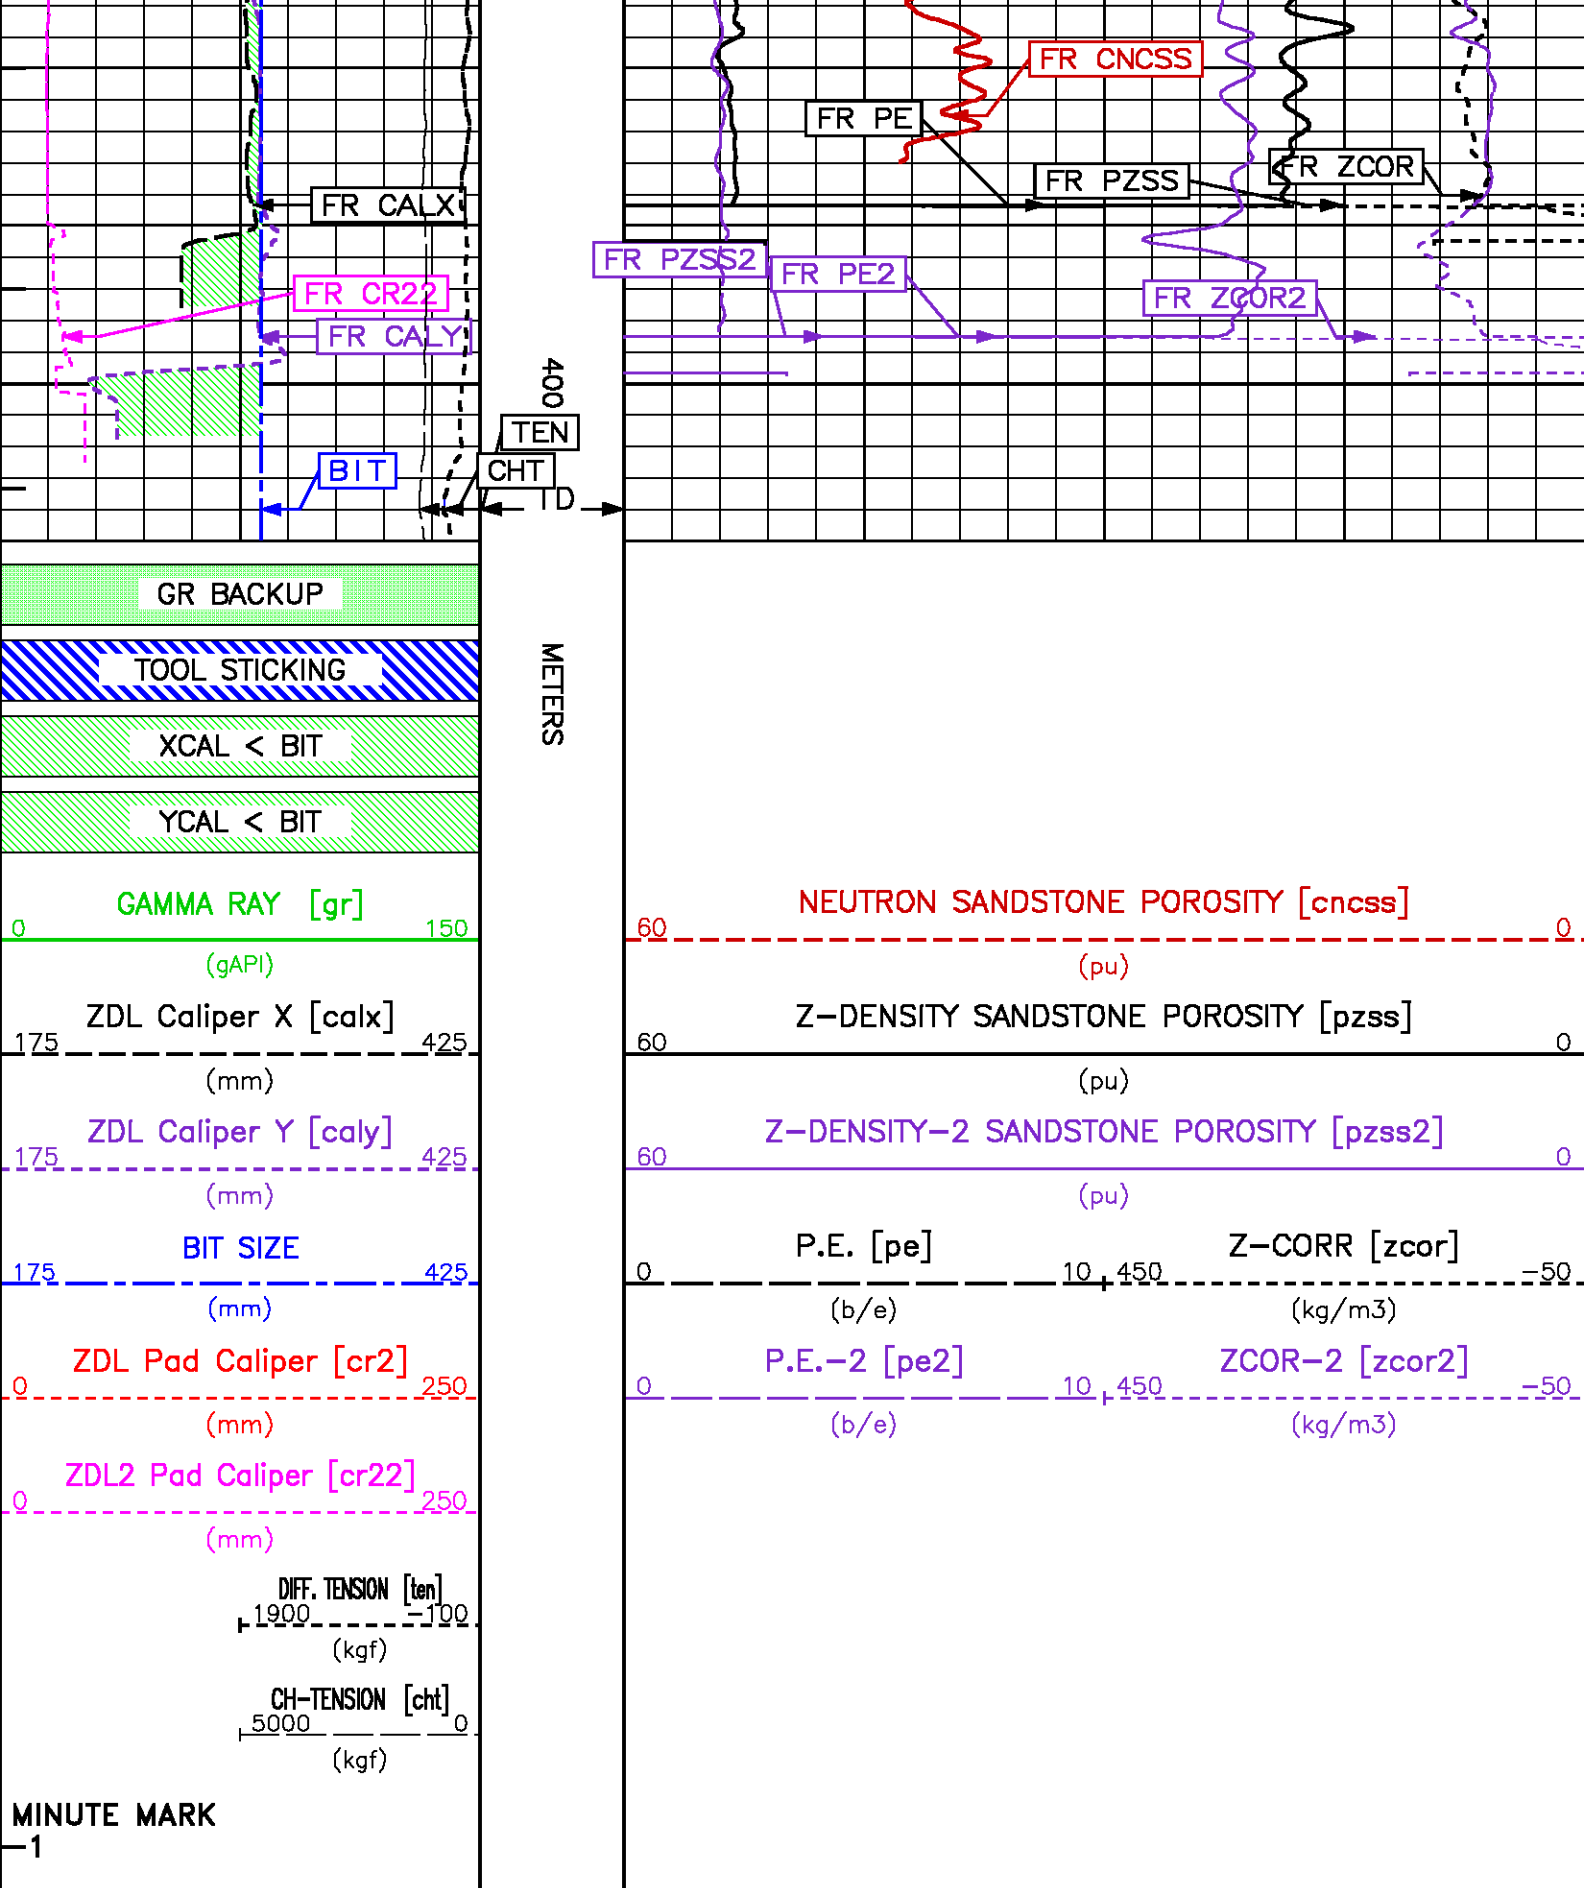 FR CNCSS
FR PE
FR PZSS
FR ZCOR
FR CALX
FR PZSS2
FR PE2
FR ZCOR2
FR CR22
FR CALY
400
TEN
BIT
CHT
TD
GR BACKUP
TOOL STICKING
METERS
XCAL < BIT
YCAL < BIT
GAMMA RAY [gr]
0 150
(gAPI)
ZDL Caliper X [calx]
175 425
(mm)
ZDL Caliper Y [caly]
175 425
(mm)
BIT SIZE
175 425
(mm)
ZDL Pad Caliper [cr2]
0 250
(mm)
ZDL2 Pad Caliper [cr22]
0 250
(mm)
DIFF. TENSION [ten]
1900 -100
(kgf)
CH-TENSION [cht]
5000 0
(kgf)
MINUTE MARK
1
NEUTRON SANDSTONE POROSITY [cncss]
60 0
(pu)
Z-DENSITY SANDSTONE POROSITY [pzss]
60 0
(pu)
Z-DENSITY-2 SANDSTONE POROSITY [pzss2]
60 0
(pu)
P.E. [pe] Z-CORR [zcor]
0 10 450 -50
(b/e) (kg/m3)
P.E.-2 [pe2] ZCOR-2 [zcor2]
0 10 450 -50
(b/e) (kg/m3)